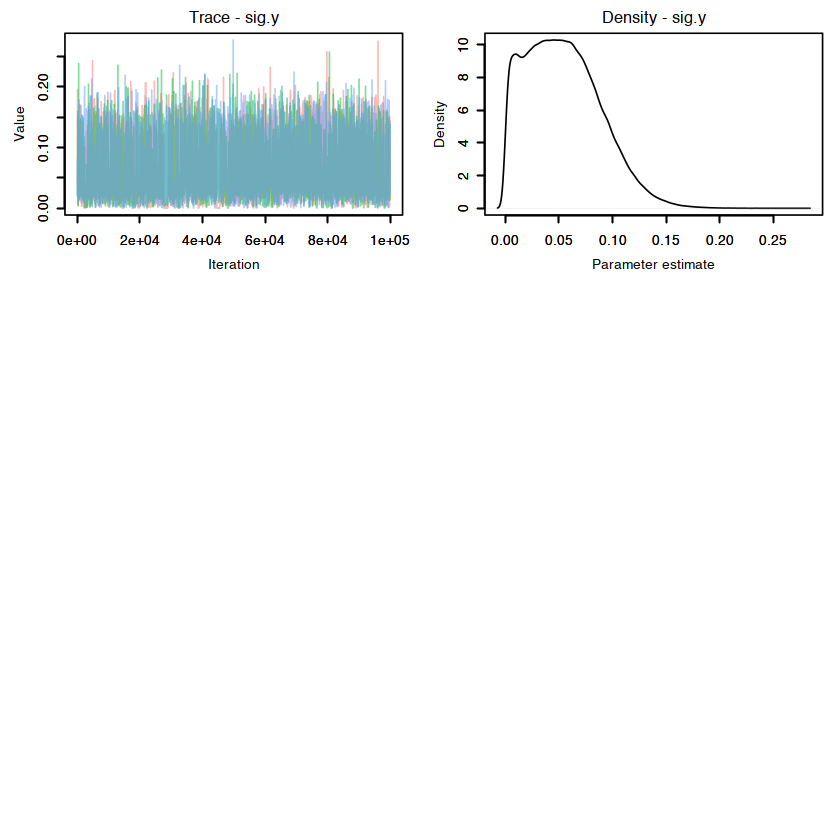 Trace - sig.y
Value
0.00 0.10 0.20
0e+00 2e+04 4e+04 6e+04 8e+04 1e+05
Iteration
Density - sig.y
Density
0 2 4 6 8 10
0.00 0.05 0.10 0.15 0.20 0.25
Parameter estimate